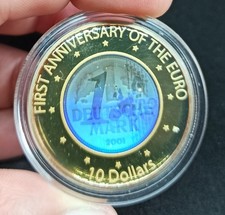 FIRST ANNIVERSARY OF THE EURO
1
DEUTSCHE
MARK
2001
10 Dollars